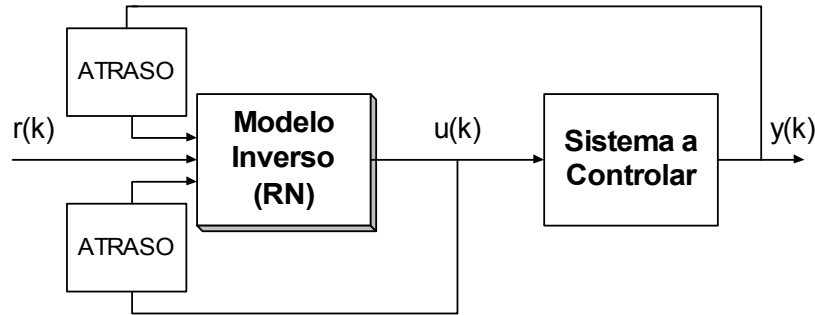 ATRASO
r(k)
Modelo
Inverso
(RN)
u(k)
Sistema a
Controlar
y(k)
ATRASO